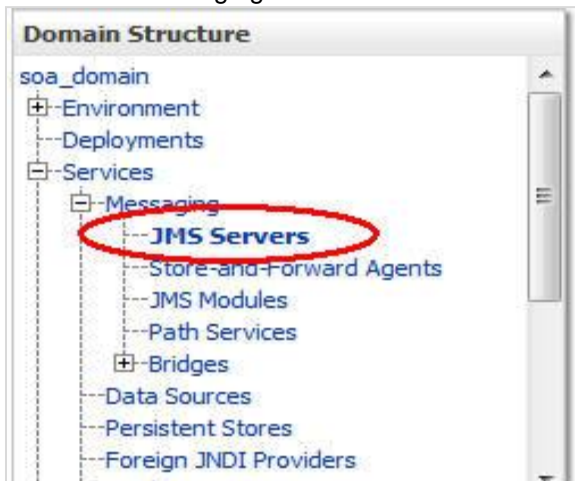 Domain Structure
soa_domain
Environment
Deployments
Services
Messaging
JMS Servers
Store-and-Forward Agents
JMS Modules
Path Services
Bridges
Data Sources
Persistent Stores
Foreign JNDI Providers